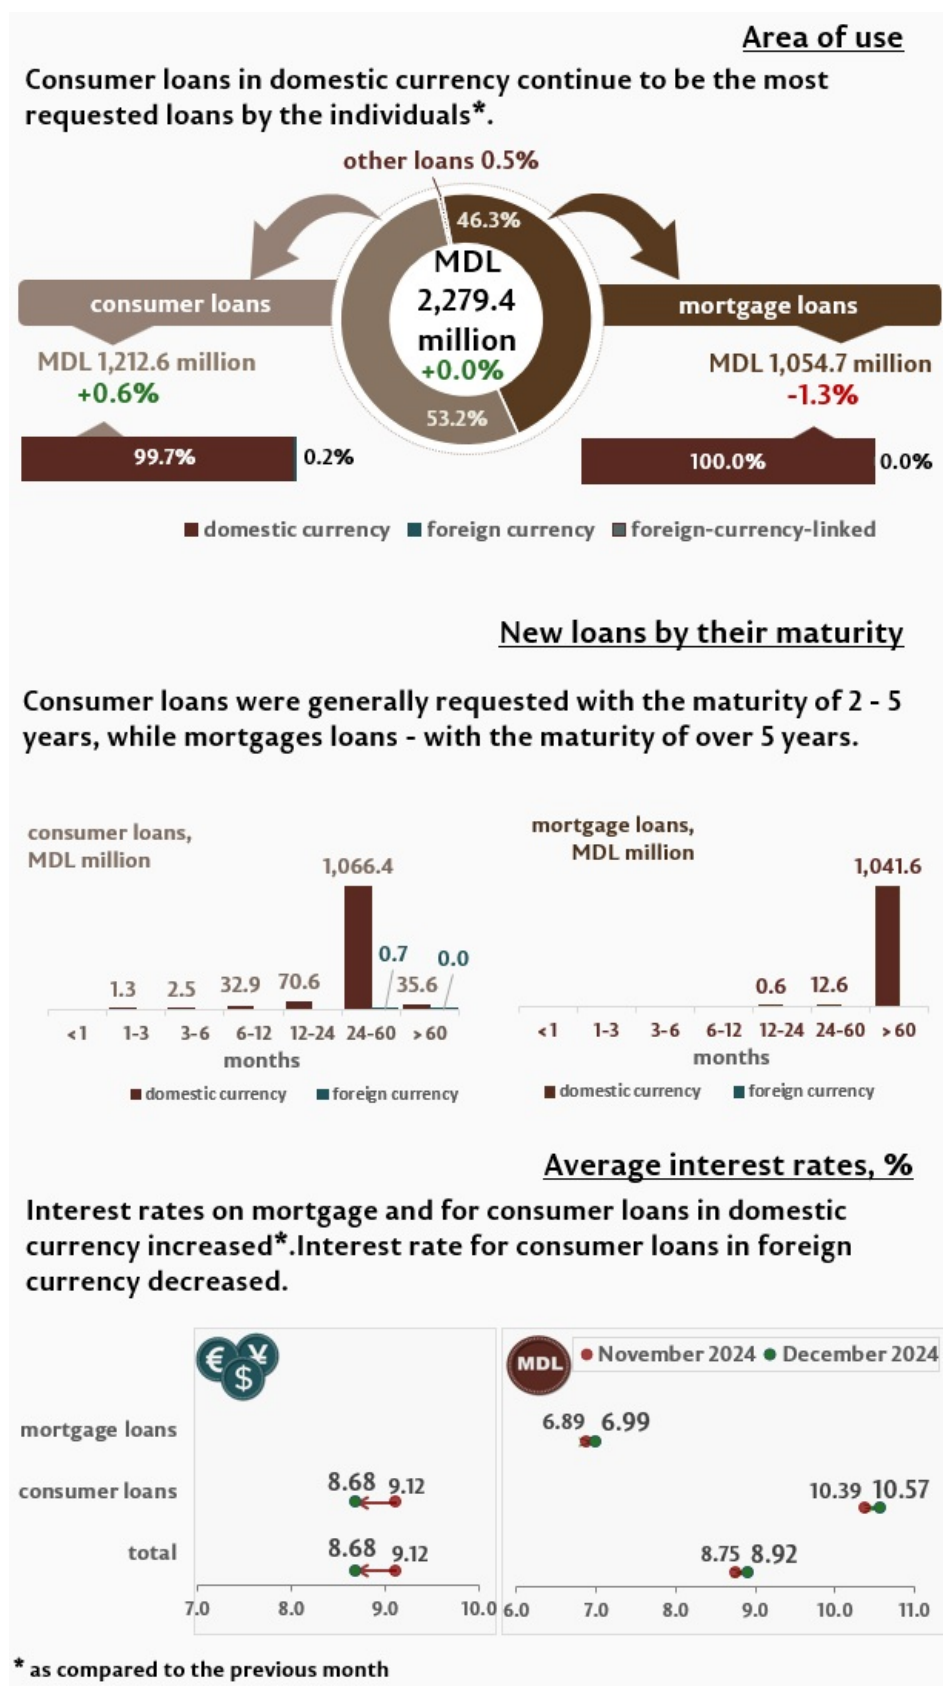 Area of use
Consumer loans in domestic currency continue to be the most
requested loans by the individuals*.
other loans 0.5%
46.3%
MDL
2,279.4
million
+0.0%
53.2%
consumer loans
MDL 1,212.6 million
+0.6%
99.7%
0.2%
mortgage loans
MDL 1,054.7 million
-1.3%
100.0%
0.0%
domestic currency
foreign currency
foreign-currency-linked
New loans by their maturity
Consumer loans were generally requested with the maturity of 2 - 5
years, while mortgages loans - with the maturity of over 5 years.
consumer loans,
MDL million
1,066.4
0.7
0.0
1.3
2.5
32.9
70.6
35.6
<1
1-3
3-6
6-12
12-24
24-60
>60
months
domestic currency
foreign currency
mortgage loans,
MDL million
1,041.6
0.6
12.6
<1
1-3
3-6
6-12
12-24
24-60
>60
months
domestic currency
foreign currency
Average interest rates, %
Interest rates on mortgage and for consumer loans in domestic
currency increased*.Interest rate for consumer loans in foreign
currency decreased.
€ ¥
$
MDL
November 2024
December 2024
mortgage loans
6.89 6.99
consumer loans
8.68 9.12
10.39 10.57
total
8.68 9.12
8.75 8.92
7.0 8.0 9.0 10.0
6.0 7.0 8.0 9.0 10.0 11.0
* as compared to the previous month